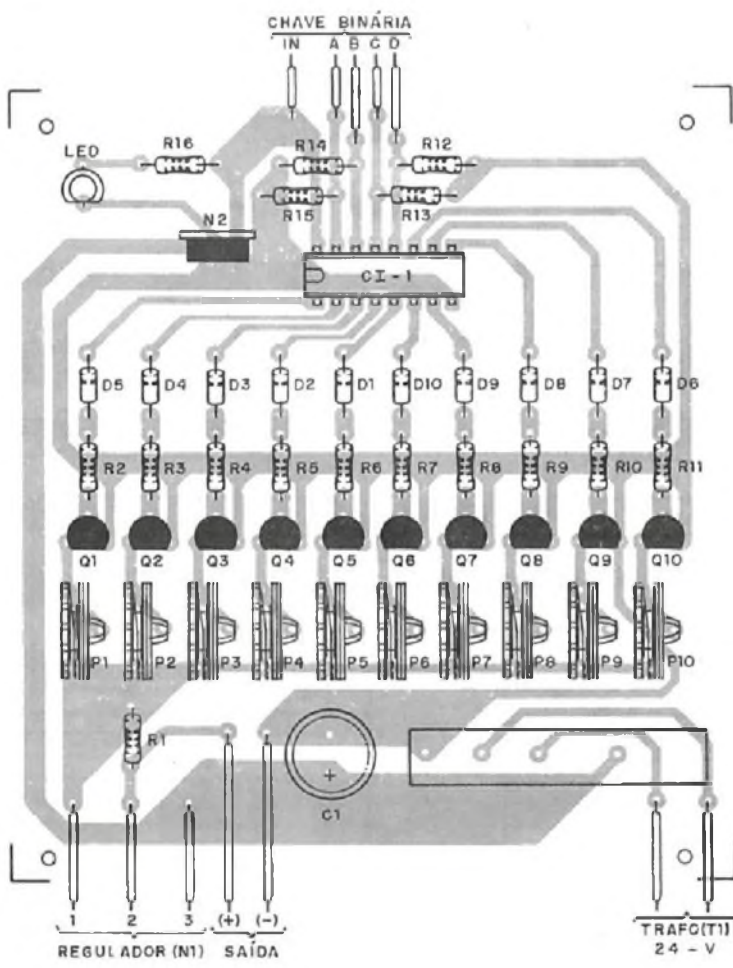 CHAVE BINÁRIA
IN A B C D
R16 R14 R12
LED
R15 R13
N2
CI-1
D5 D4 D3 D2 D1 D10 D9 D8 D7 D6
R2 R3 R4 R5 R6 R7 R8 R9 R10 R11
Q1 Q2 Q3 Q4 Q5 Q6 Q7 Q8 Q9 Q10
P1 P2 P3 P4 P5 P6 P7 P8 P9 P10
R1
+
C1
1 2 3 (+) (-)
REGULADOR (N1) SAÍDA
TRAFO(T1)
24 - V